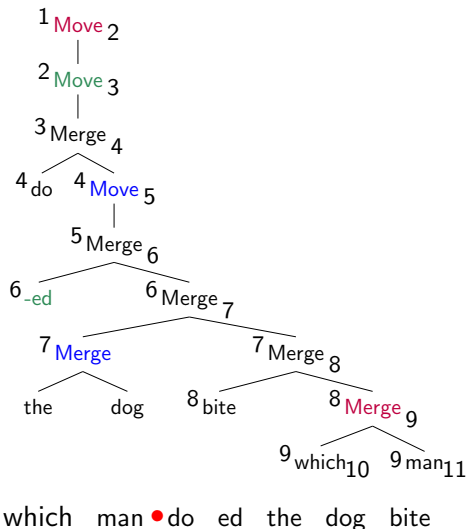 1 Move 2
2 Move 3
3 Merge 4
4 do 4 Move 5
5 Merge 6
6 -ed 6 Merge 7
7 Merge 7 Merge 8
the dog 8 bite 8 Merge 9
9 which 10 9 man 11
which man • do ed the dog bite